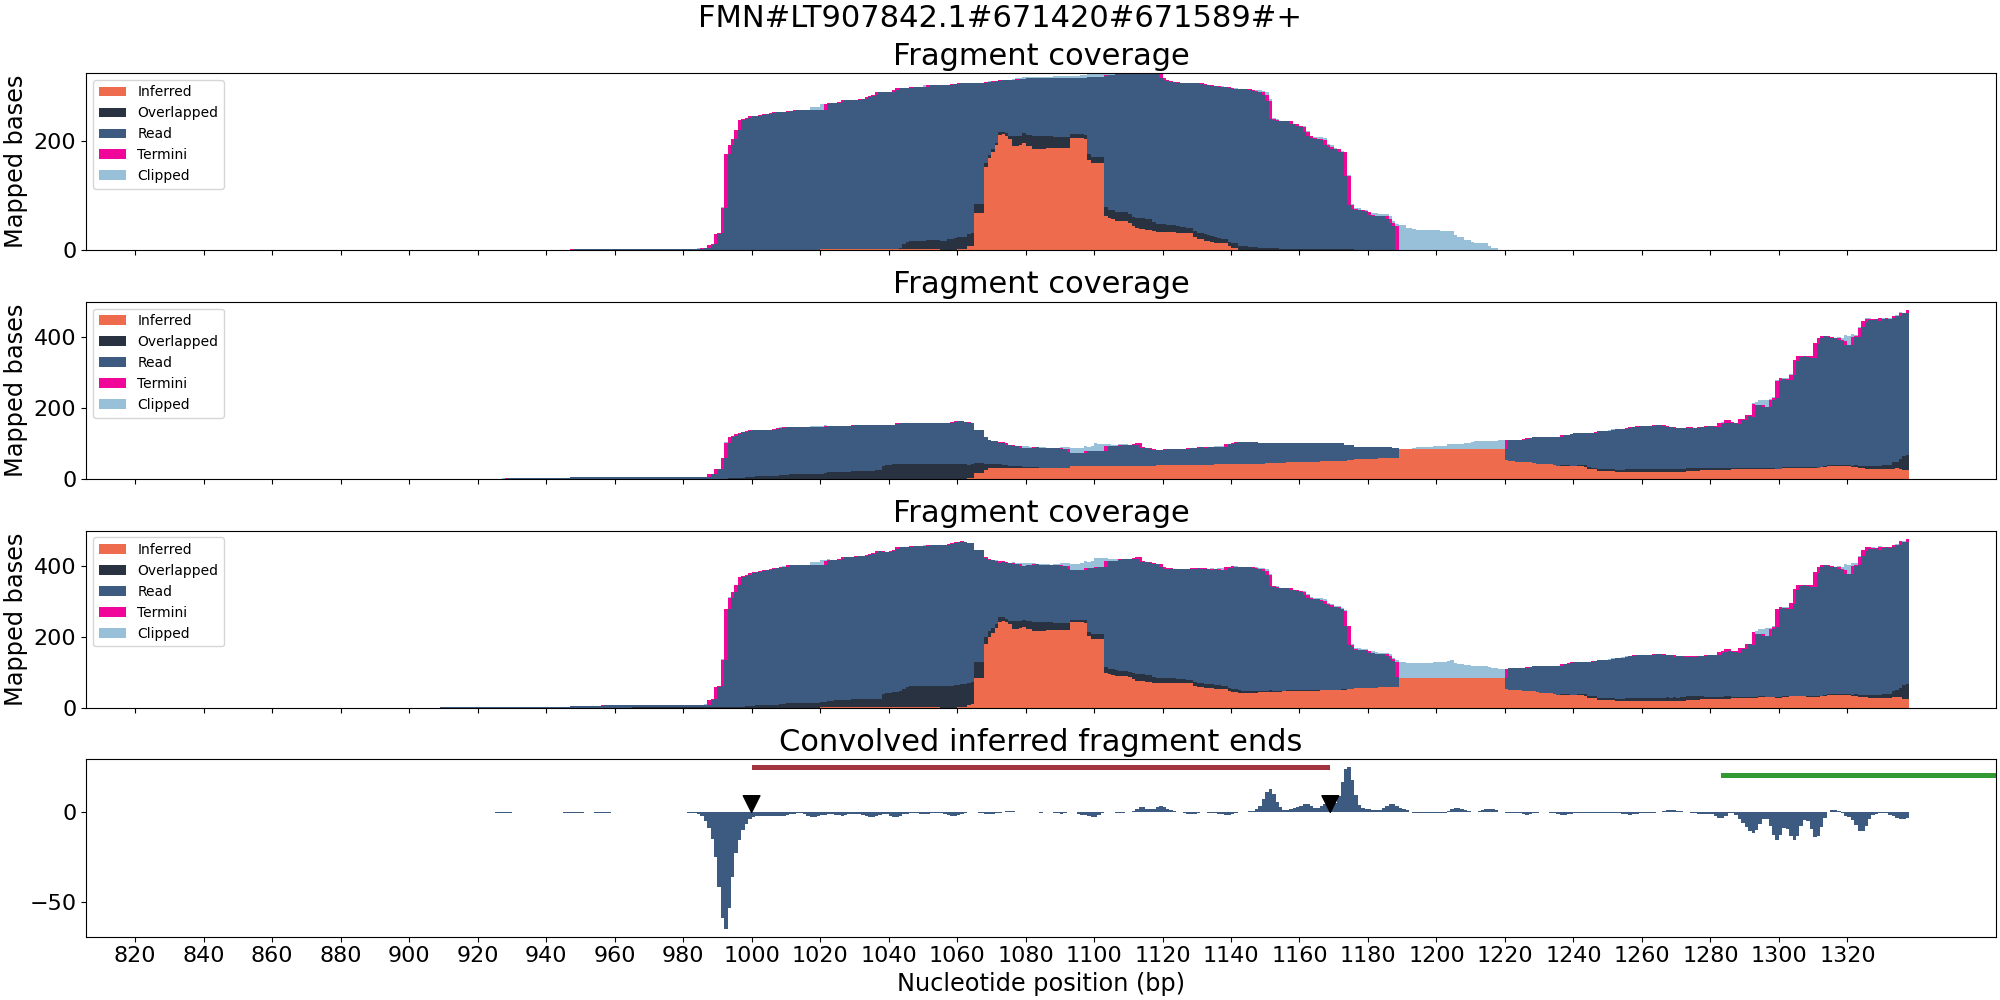 FMN#LT907842.1#671420#671589#+
Fragment coverage
Mapped bases
200
0
Inferred
Overlapped
Read
Termini
Clipped
Fragment coverage
Mapped bases
400
200
0
Inferred
Overlapped
Read
Termini
Clipped
Fragment coverage
Mapped bases
400
200
0
Inferred
Overlapped
Read
Termini
Clipped
Convolved inferred fragment ends
0
−50
820 840 860 880 900 920 940 960 980 1000 1020 1040 1060 1080 1100 1120 1140 1160 1180 1200 1220 1240 1260 1280 1300 1320
Nucleotide position (bp)